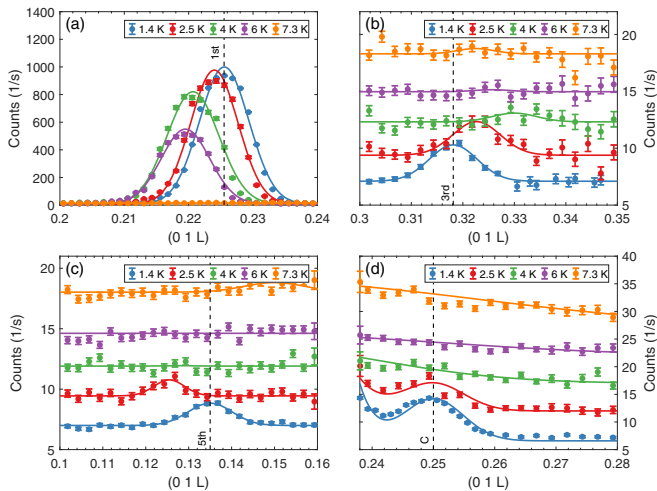 (a)
1.4 K 2.5 K 4 K 6 K 7.3 K
1400
1200
1000
800
600
400
200
0
Counts (1/s)
1st
0.2 0.21 0.22 0.23 0.24
(0 1 L)
(b)
1.4 K 2.5 K 4 K 6 K 7.3 K
20
15
10
5
Counts (1/s)
3rd
0.3 0.31 0.32 0.33 0.34 0.35
(0 1 L)
(c)
1.4 K 2.5 K 4 K 6 K 7.3 K
20
15
10
5
Counts (1/s)
5th
0.1 0.11 0.12 0.13 0.14 0.15 0.16
(0 1 L)
(d)
1.4 K 2.5 K 4 K 6 K 7.3 K
40
35
30
25
20
15
10
5
Counts (1/s)
C
0.24 0.25 0.26 0.27 0.28
(0 1 L)